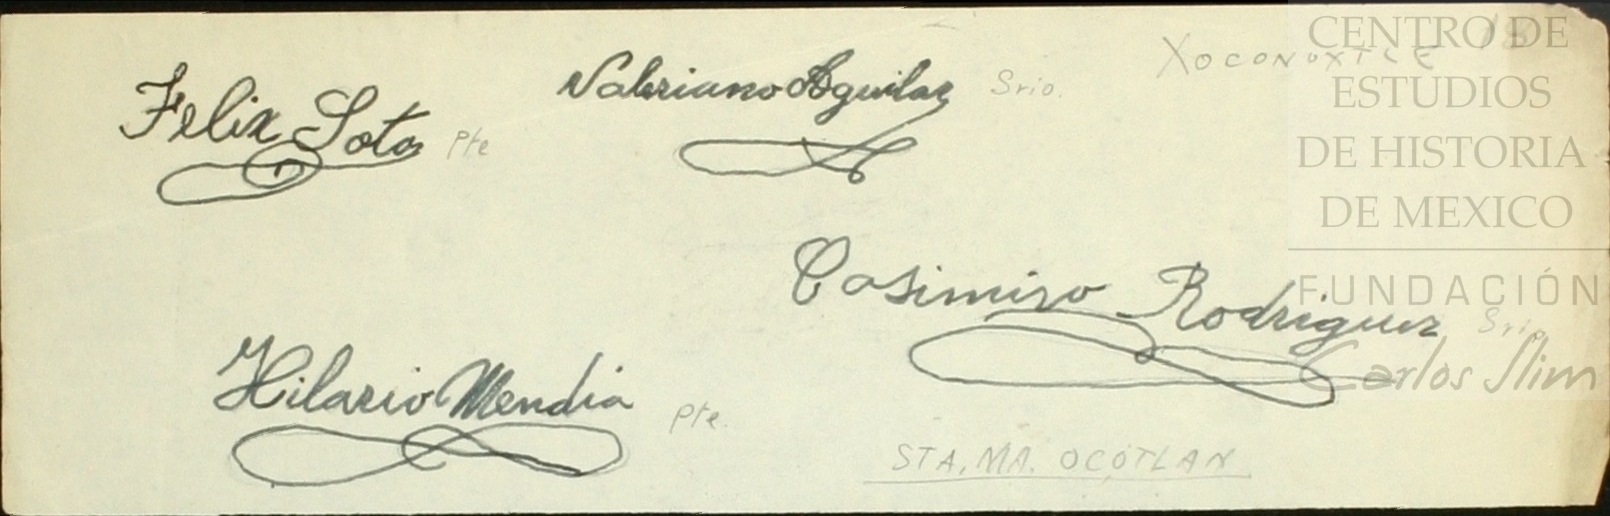 XOCONOXTLE
Felix Soto Pte
Valeriano Aguilar Srio.
Casimiro Rodriguez Srio.
Hilario Mendia Pte.
STA. MA. OCOTLAN
CENTRO DE
ESTUDIOS
DE HISTORIA
DE MEXICO
FUNDACIÓN
Carlos Slim